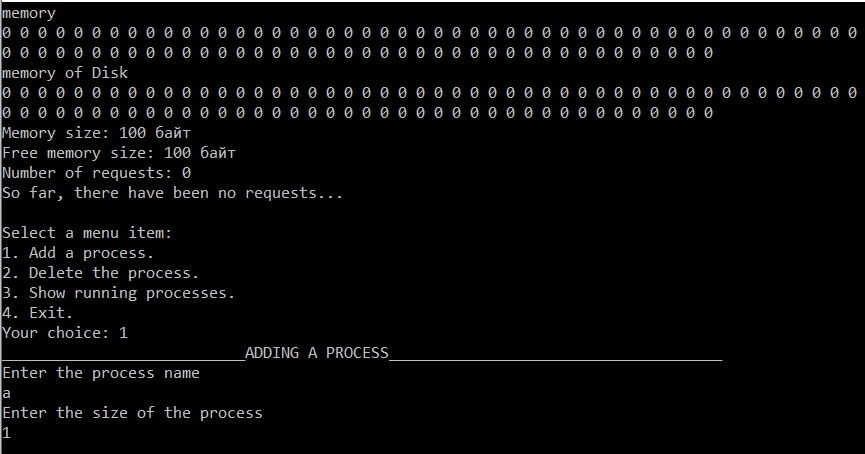 memory
0 0 0 0 0 0 0 0 0 0 0 0 0 0 0 0 0 0 0 0 0 0 0 0 0 0 0 0 0 0 0 0 0 0 0 0 0 0 0 0 0 0 0 0 0 0 0 0
0 0 0 0 0 0 0 0 0 0 0 0 0 0 0 0 0 0 0 0 0 0 0 0 0 0 0 0 0 0 0 0 0 0 0 0 0 0 0 0
memory of Disk
0 0 0 0 0 0 0 0 0 0 0 0 0 0 0 0 0 0 0 0 0 0 0 0 0 0 0 0 0 0 0 0 0 0 0 0 0 0 0 0 0 0 0 0 0 0 0 0
0 0 0 0 0 0 0 0 0 0 0 0 0 0 0 0 0 0 0 0 0 0 0 0 0 0 0 0 0 0 0 0 0 0 0 0 0 0 0 0
Memory size: 100 байт
Free memory size: 100 байт
Number of requests: 0
So far, there have been no requests...
Select a menu item:
1. Add a process.
2. Delete the process.
3. Show running processes.
4. Exit.
Your choice: 1
___________________________ADDING A PROCESS_____________________________________
Enter the process name
a
Enter the size of the process
1